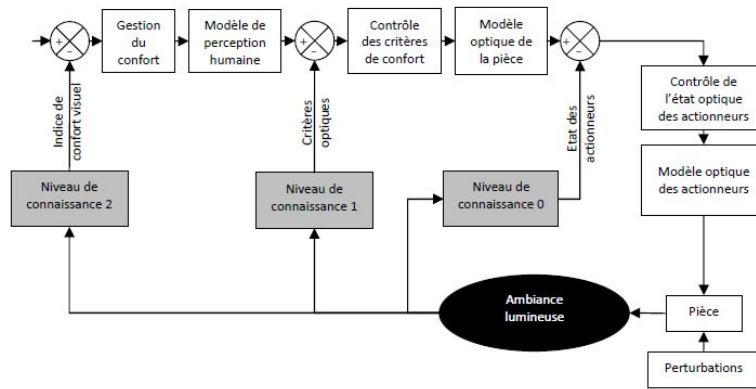 Gestion
du
confort
Modèle de
perception
humaine
Contrôle
des critères
de confort
Modèle
optique de
la pièce
+
-
+
-
+
-
Contrôle de
l'état optique
des actionneurs
Indice de
confort visuel
Critères
optiques
Etat des
actionneurs
Niveau de
connaissance 2
Niveau de
connaissance 1
Niveau de
connaissance 0
Modèle optique
des actionneurs
Ambiance
lumineuse
Pièce
Perturbations